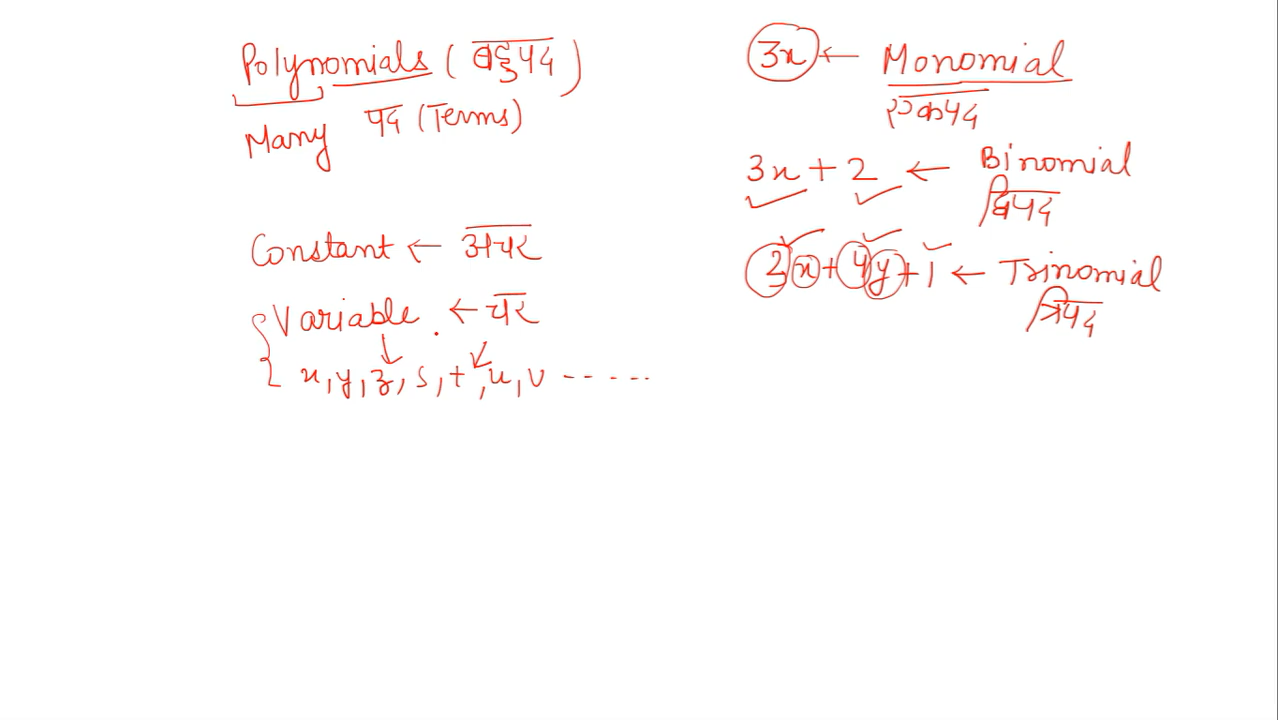 Polynomials (बहुपद)
Many पद (Terms)
Constant ← अचर
Variable . ← चर
x, y, z, s, t, u, v ------
3x ← Monomial
एकपद
3x + 2 ← Binomial
द्विपद
2x + 4y + 1 ← Trinomial
त्रिपद